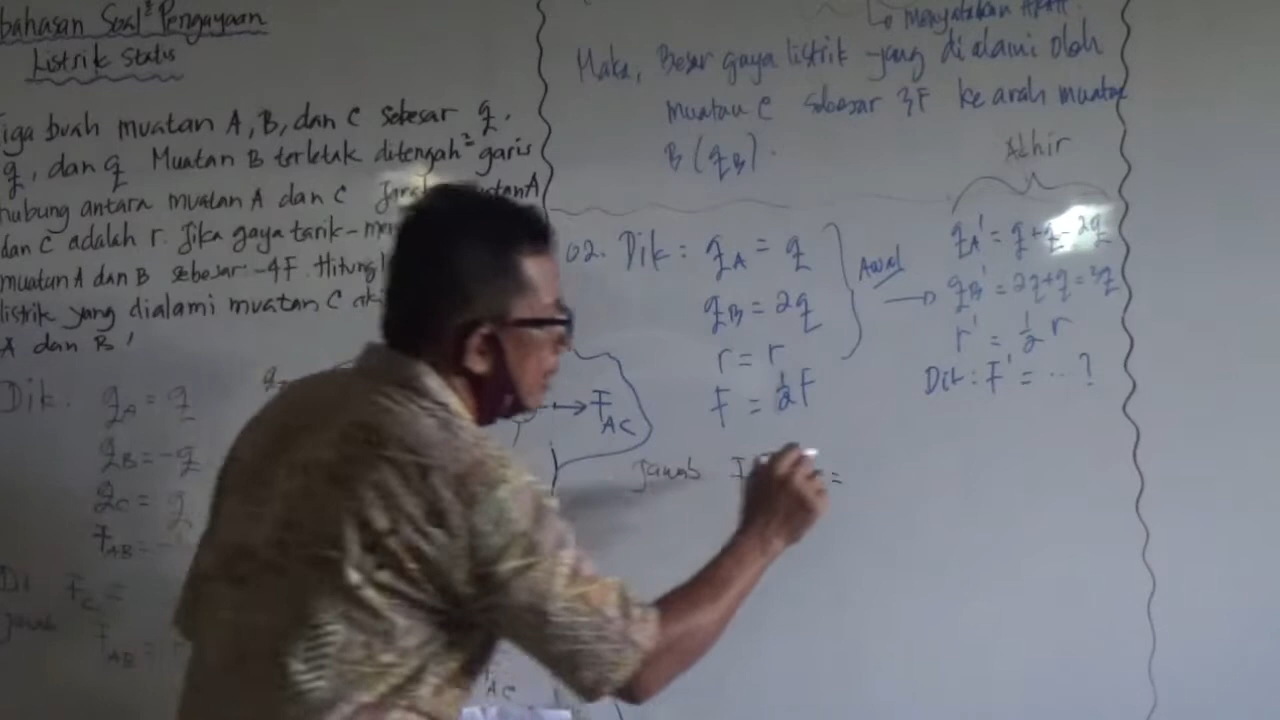 bahasan Soal² Pengayaan
Listrik Statis
iga buah muatan A, B, dan C sebesar q,
q, dan q Muatan B terletak ditengah² garis
hubung antara muatan A dan C
dan C adalah r. Jika gaya tarik-
muatan A dan B sebesar -4F. Hitung
listrik yang dialami muatan C
A dan B!
Dik. qA = q
qB = -q
qC = q
FAB = -
Di FC =
Jawab
FAB =
FAC
AC
Menyatakan Arah
Maka, Besar gaya listrik yang dialami oleh
muatan C sebesar 3F ke arah muatan
B (qB).
02. Dik : qA = q
qB = 2q
r = r
F = ½F
Awal
Akhir
qA' = q+q=2q
qB' = 2q+q=3q
r' = ½ r
Dit : F' = ... ?
Jawab
=